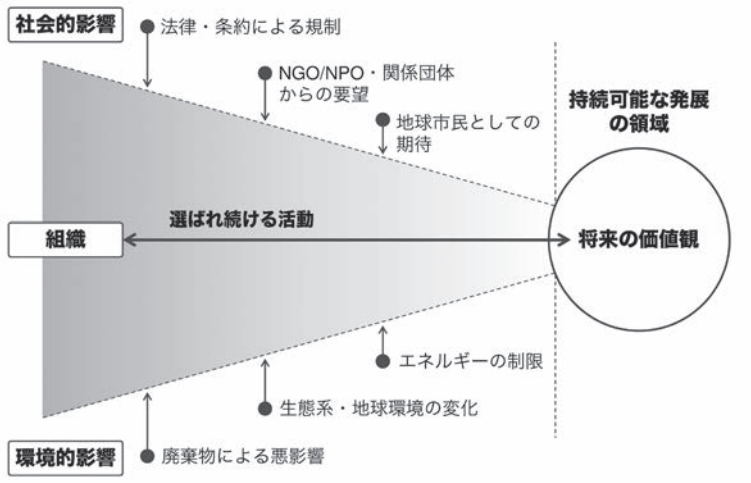 社会的影響
法律・条約による規制
NGO/NPO・関係団体
からの要望
地球市民としての
期待
持続可能な発展
の領域
選ばれ続ける活動
組織
将来の価値観
エネルギーの制限
生態系・地球環境の変化
環境的影響
廃棄物による悪影響